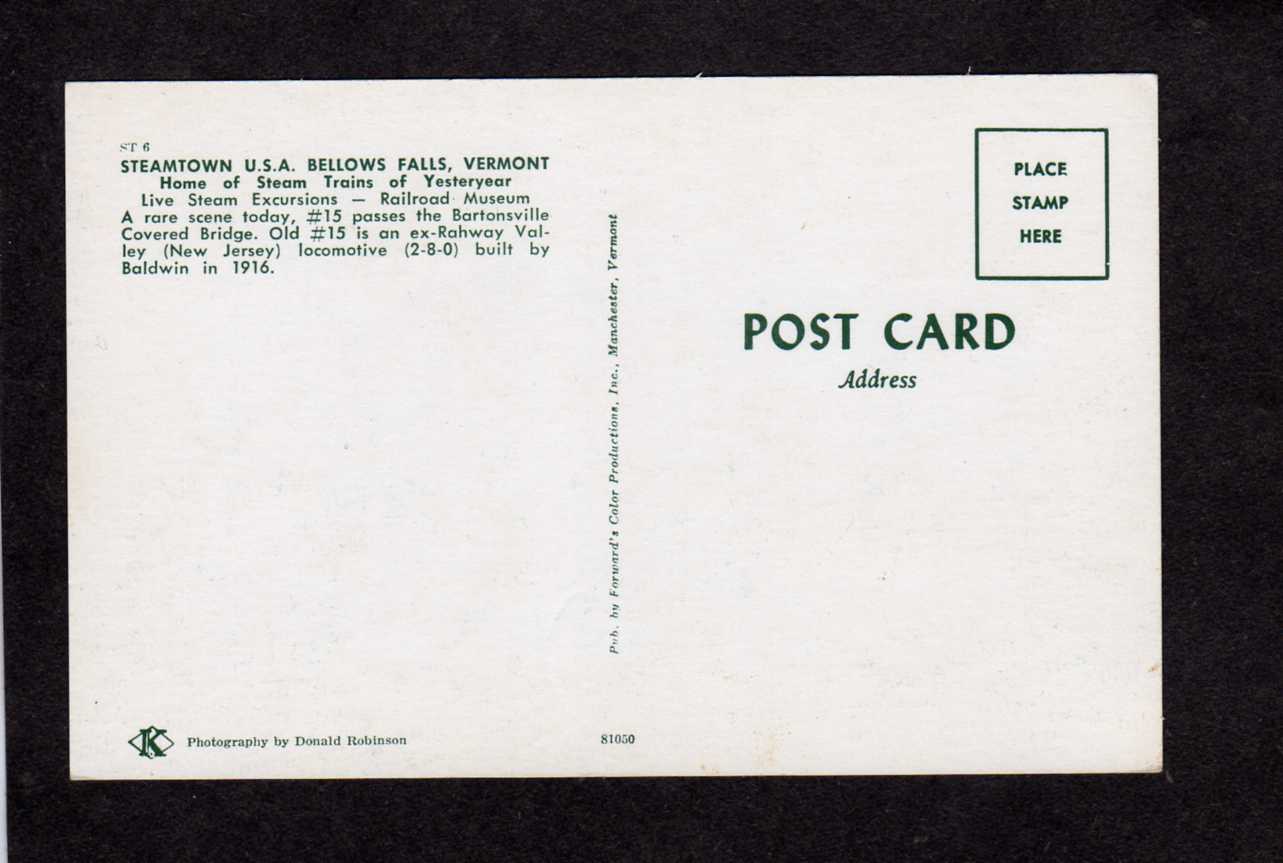 ST 6
STEAMTOWN U.S.A. BELLOWS FALLS, VERMONT
Home of Steam Trains of Yesteryear
Live Steam Excursions — Railroad Museum
A rare scene today, #15 passes the Bartonsville
Covered Bridge. Old #15 is an ex-Rahway Val-
ley (New Jersey) locomotive (2-8-0) built by
Baldwin in 1916.
Pub. by Forward's Color Productions, Inc., Manchester, Vermont
PLACE
STAMP
HERE
POST CARD
Address
K
Photography by Donald Robinson
81050